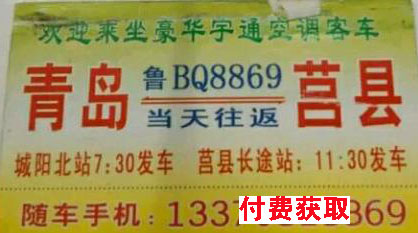 欢迎乘坐豪华宇通空调客车
青岛 鲁BQ8869 莒县
当天往返
城阳北站7:30发车 莒县长途站:11:30发车
随车手机:1337 付费获取 869